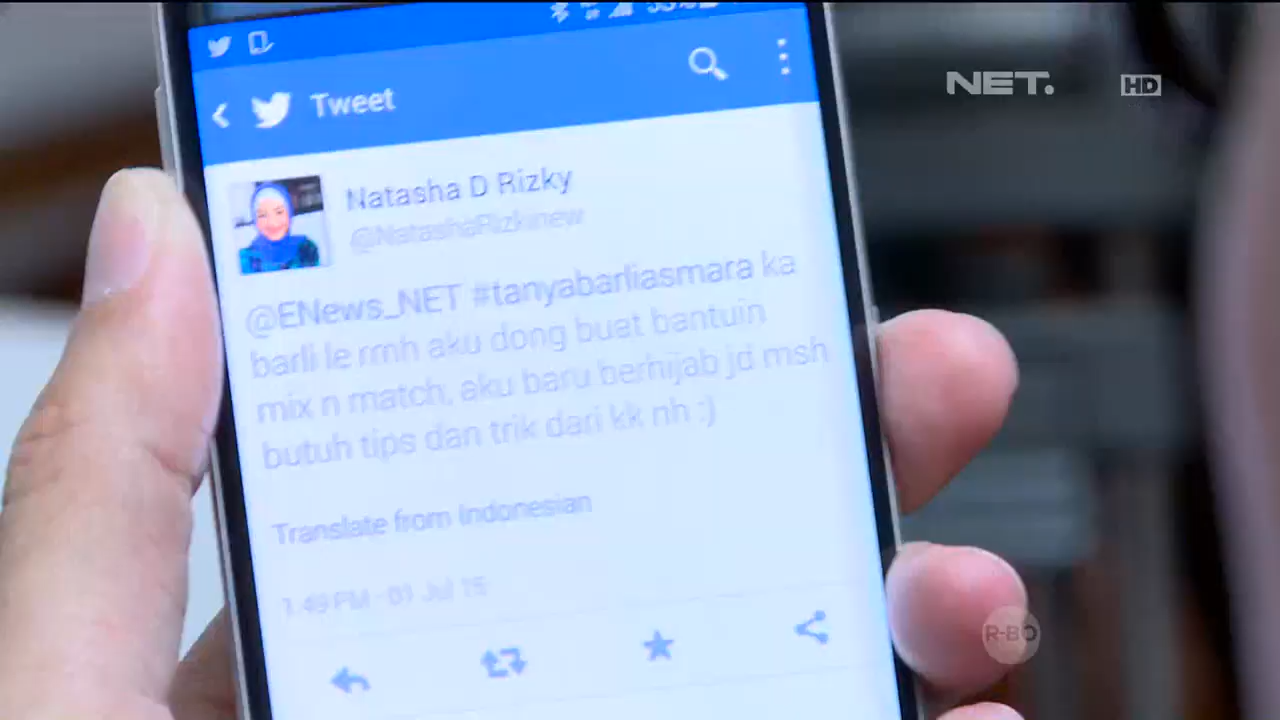 NET.
HD
Tweet
Natasha D Rizky
@NatashaRizkinew
@ENews_NET #tanyabarliasmara ka
barli le rmh aku dong buat bantuin
mix n match, aku baru berhijab jd msh
butuh tips dan trik dari kk nh :)
Translate from Indonesian
1:49 PM · 01 Jul 15
R-BO